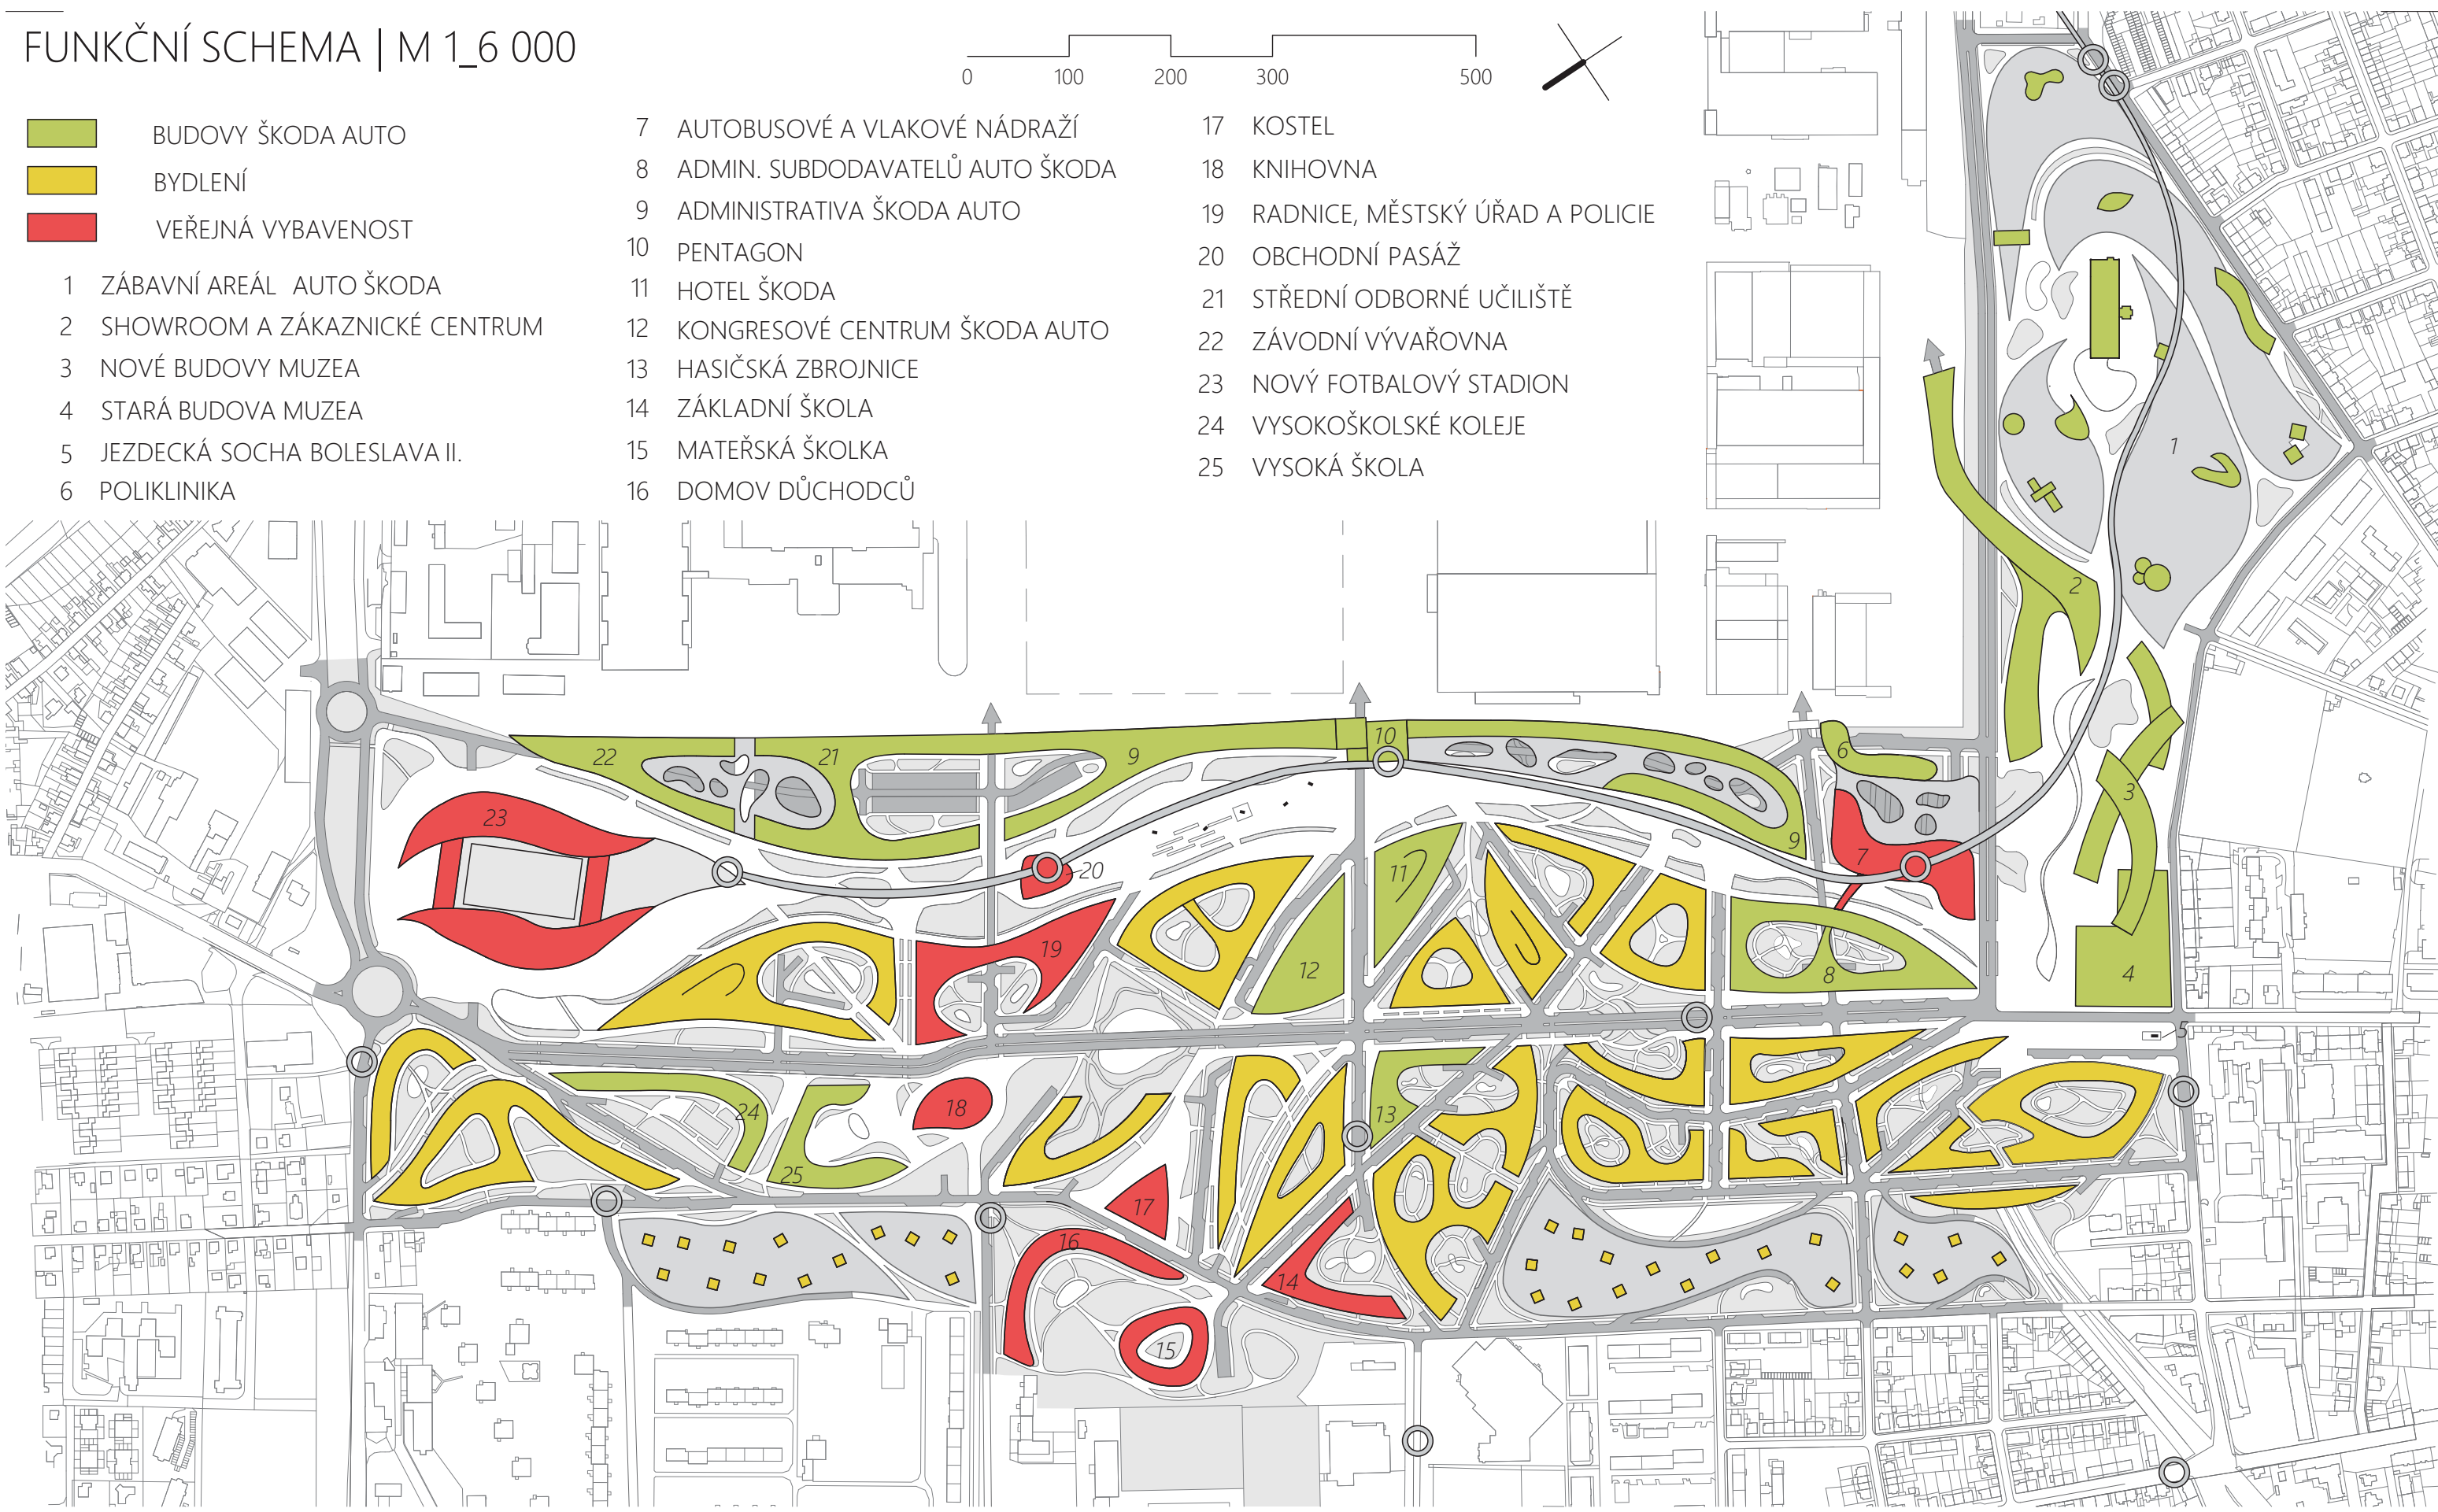 FUNKČNÍ SCHEMA | M 1_6 000
0 100 200 300 500
BUDOVY ŠKODA AUTO
BYDLENÍ
VEŘEJNÁ VYBAVENOST
1 ZÁBAVNÍ AREÁL AUTO ŠKODA
2 SHOWROOM A ZÁKAZNICKÉ CENTRUM
3 NOVÉ BUDOVY MUZEA
4 STARÁ BUDOVA MUZEA
5 JEZDECKÁ SOCHA BOLESLAVA II.
6 POLIKLINIKA
7 AUTOBUSOVÉ A VLAKOVÉ NÁDRAŽÍ
8 ADMIN. SUBDODAVATELŮ AUTO ŠKODA
9 ADMINISTRATIVA ŠKODA AUTO
10 PENTAGON
11 HOTEL ŠKODA
12 KONGRESOVÉ CENTRUM ŠKODA AUTO
13 HASIČSKÁ ZBROJNICE
14 ZÁKLADNÍ ŠKOLA
15 MATEŘSKÁ ŠKOLKA
16 DOMOV DŮCHODCŮ
17 KOSTEL
18 KNIHOVNA
19 RADNICE, MĚSTSKÝ ÚŘAD A POLICIE
20 OBCHODNÍ PASÁŽ
21 STŘEDNÍ ODBORNÉ UČILIŠTĚ
22 ZÁVODNÍ VÝVAŘOVNA
23 NOVÝ FOTBALOVÝ STADION
24 VYSOKOŠKOLSKÉ KOLEJE
25 VYSOKÁ ŠKOLA
1
2
10
6
22
21
9
3
23
9
7
20
11
19
12
8
4
5
24
18
13
25
17
16
14
15